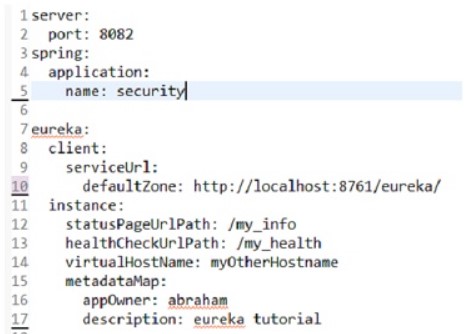 1 server:
2   port: 8082
3 spring:
4   application:
5     name: security
6
7 eureka:
8   client:
9     serviceUrl:
10       defaultZone: http://localhost:8761/eureka/
11   instance:
12     statusPageUrlPath: /my_info
13     healthCheckUrlPath: /my_health
14     virtualHostName: myOtherHostname
15     metadataMap:
16       appOwner: abraham
17       description: eureka tutorial